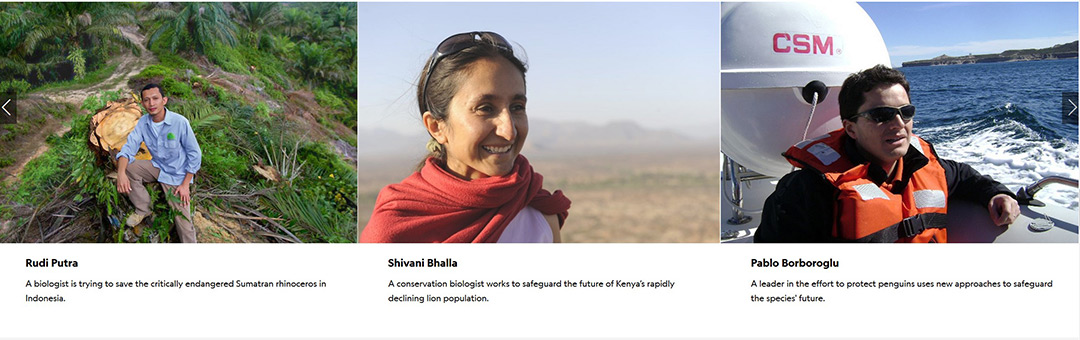 CSM
Rudi Putra
A biologist is trying to save the critically endangered Sumatran rhinoceros in
Indonesia.
Shivani Bhalla
A conservation biologist works to safeguard the future of Kenya's rapidly
declining lion population.
Pablo Borboroglu
A leader in the effort to protect penguins uses new approaches to safeguard
the species' future.